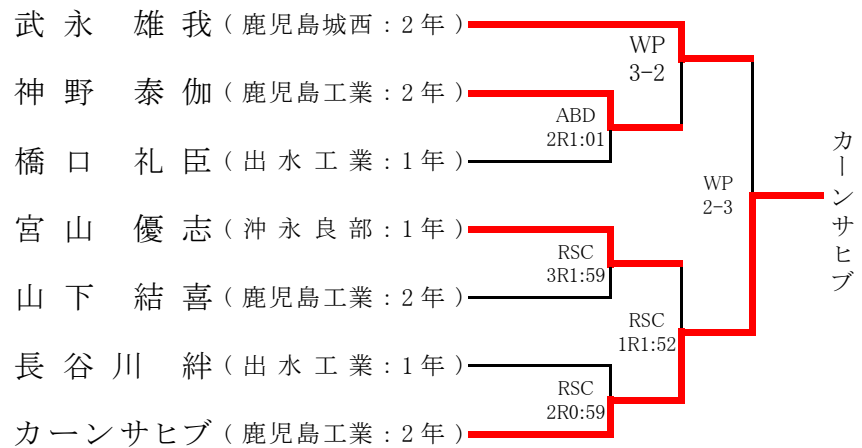 武永 雄我（鹿児島城西：2年）
WP
3-2
神野 泰伽（鹿児島工業：2年）
ABD
2R1:01
橋口 礼臣（出水工業：1年）
WP
2-3
カーンサヒブ
宮山 優志（沖永良部：1年）
RSC
3R1:59
山下 結喜（鹿児島工業：2年）
RSC
1R1:52
長谷川 絆（出水工業：1年）
RSC
2R0:59
カーンサヒブ（鹿児島工業：2年）